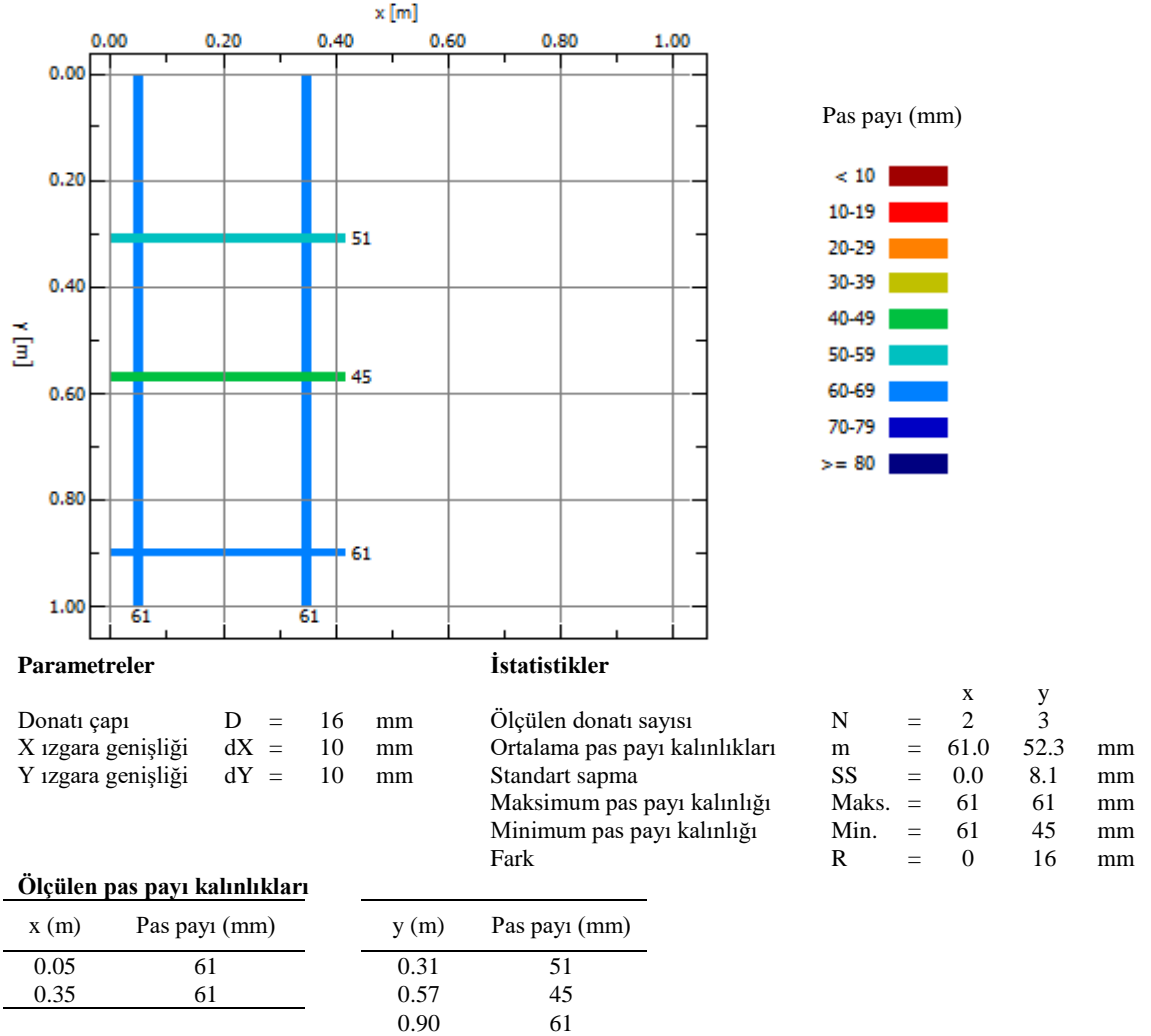 x [m]
0.00 0.20 0.40 0.60 0.80 1.00
0.00
0.20
0.40
0.60
0.80
1.00
Y [m]
51
45
61
61 61
Pas payı (mm)
< 10
10-19
20-29
30-39
40-49
50-59
60-69
70-79
>= 80
Parametreler
Donatı çapı D = 16 mm
X ızgara genişliği dX = 10 mm
Y ızgara genişliği dY = 10 mm
İstatistikler
x y
Ölçülen donatı sayısı N = 2 3
Ortalama pas payı kalınlıkları m = 61.0 52.3 mm
Standart sapma SS = 0.0 8.1 mm
Maksimum pas payı kalınlığı Maks. = 61 61 mm
Minimum pas payı kalınlığı Min. = 61 45 mm
Fark R = 0 16 mm
Ölçülen pas payı kalınlıkları
x (m) Pas payı (mm)
0.05 61
0.35 61
y (m) Pas payı (mm)
0.31 51
0.57 45
0.90 61